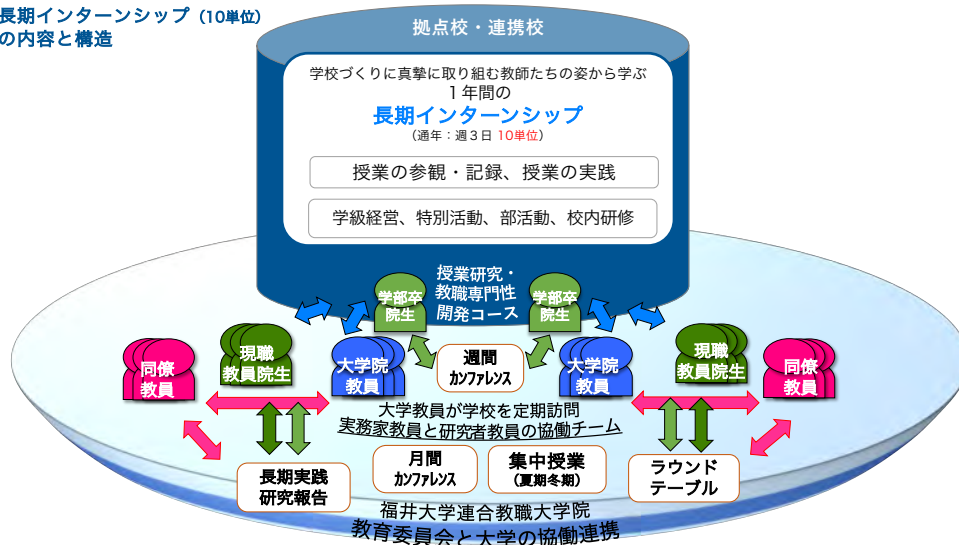 長期インターンシップ（10単位）
の内容と構造
拠点校・連携校
学校づくりに真摯に取り組む教師たちの姿から学ぶ
１年間の
長期インターンシップ
（通年：週３日 10単位）
授業の参観・記録、授業の実践
学級経営、特別活動、部活動、校内研修
授業研究・
教職専門性
開発コース
学部卒
院生
学部卒
院生
同僚
教員
現職
教員院生
大学院
教員
週間
カンファレンス
大学院
教員
現職
教員院生
同僚
教員
大学教員が学校を定期訪問
実務家教員と研究者教員の協働チーム
長期実践
研究報告
月間
カンファレンス
集中授業
（夏期冬期）
ラウンド
テーブル
福井大学連合教職大学院
教育委員会と大学の協働連携